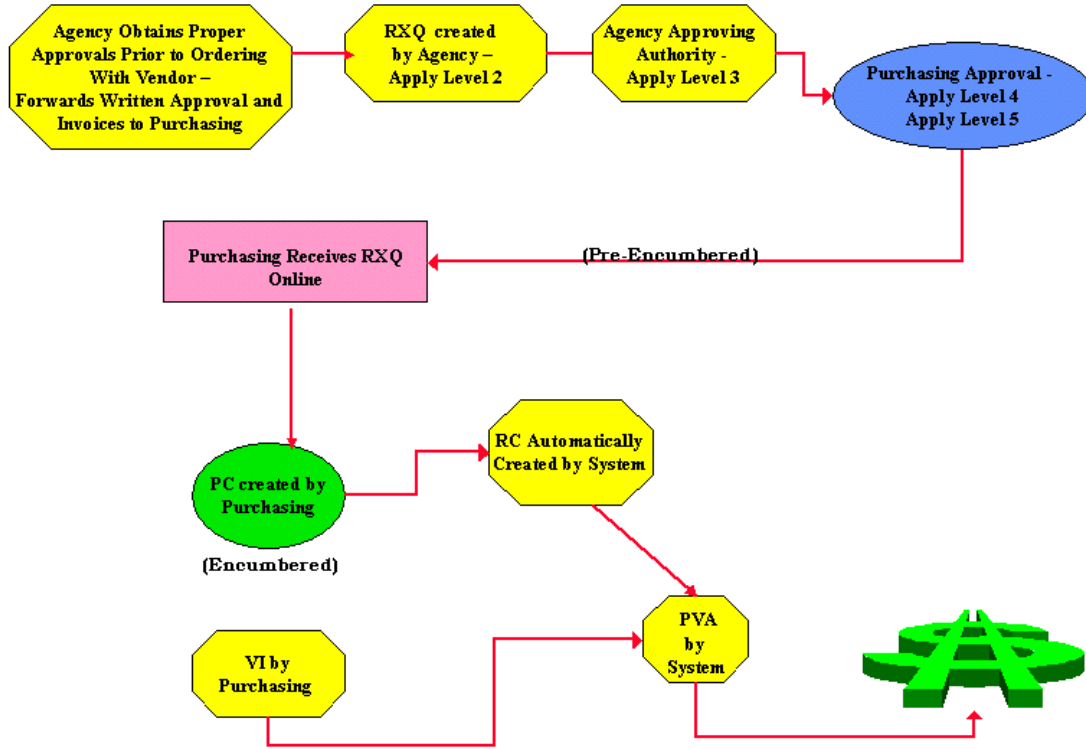 Agency Obtains Proper
Approvals Prior to Ordering
With Vendor –
Forwards Written Approval and
Invoices to Purchasing
RXQ created
by Agency –
Apply Level 2
Agency Approving
Authority -
Apply Level 3
Purchasing Approval -
Apply Level 4
Apply Level 5
Purchasing Receives RXQ
Online
(Pre-Encumbered)
PC created by
Purchasing
(Encumbered)
RC Automatically
Created by System
VI by
Purchasing
PVA
by
System